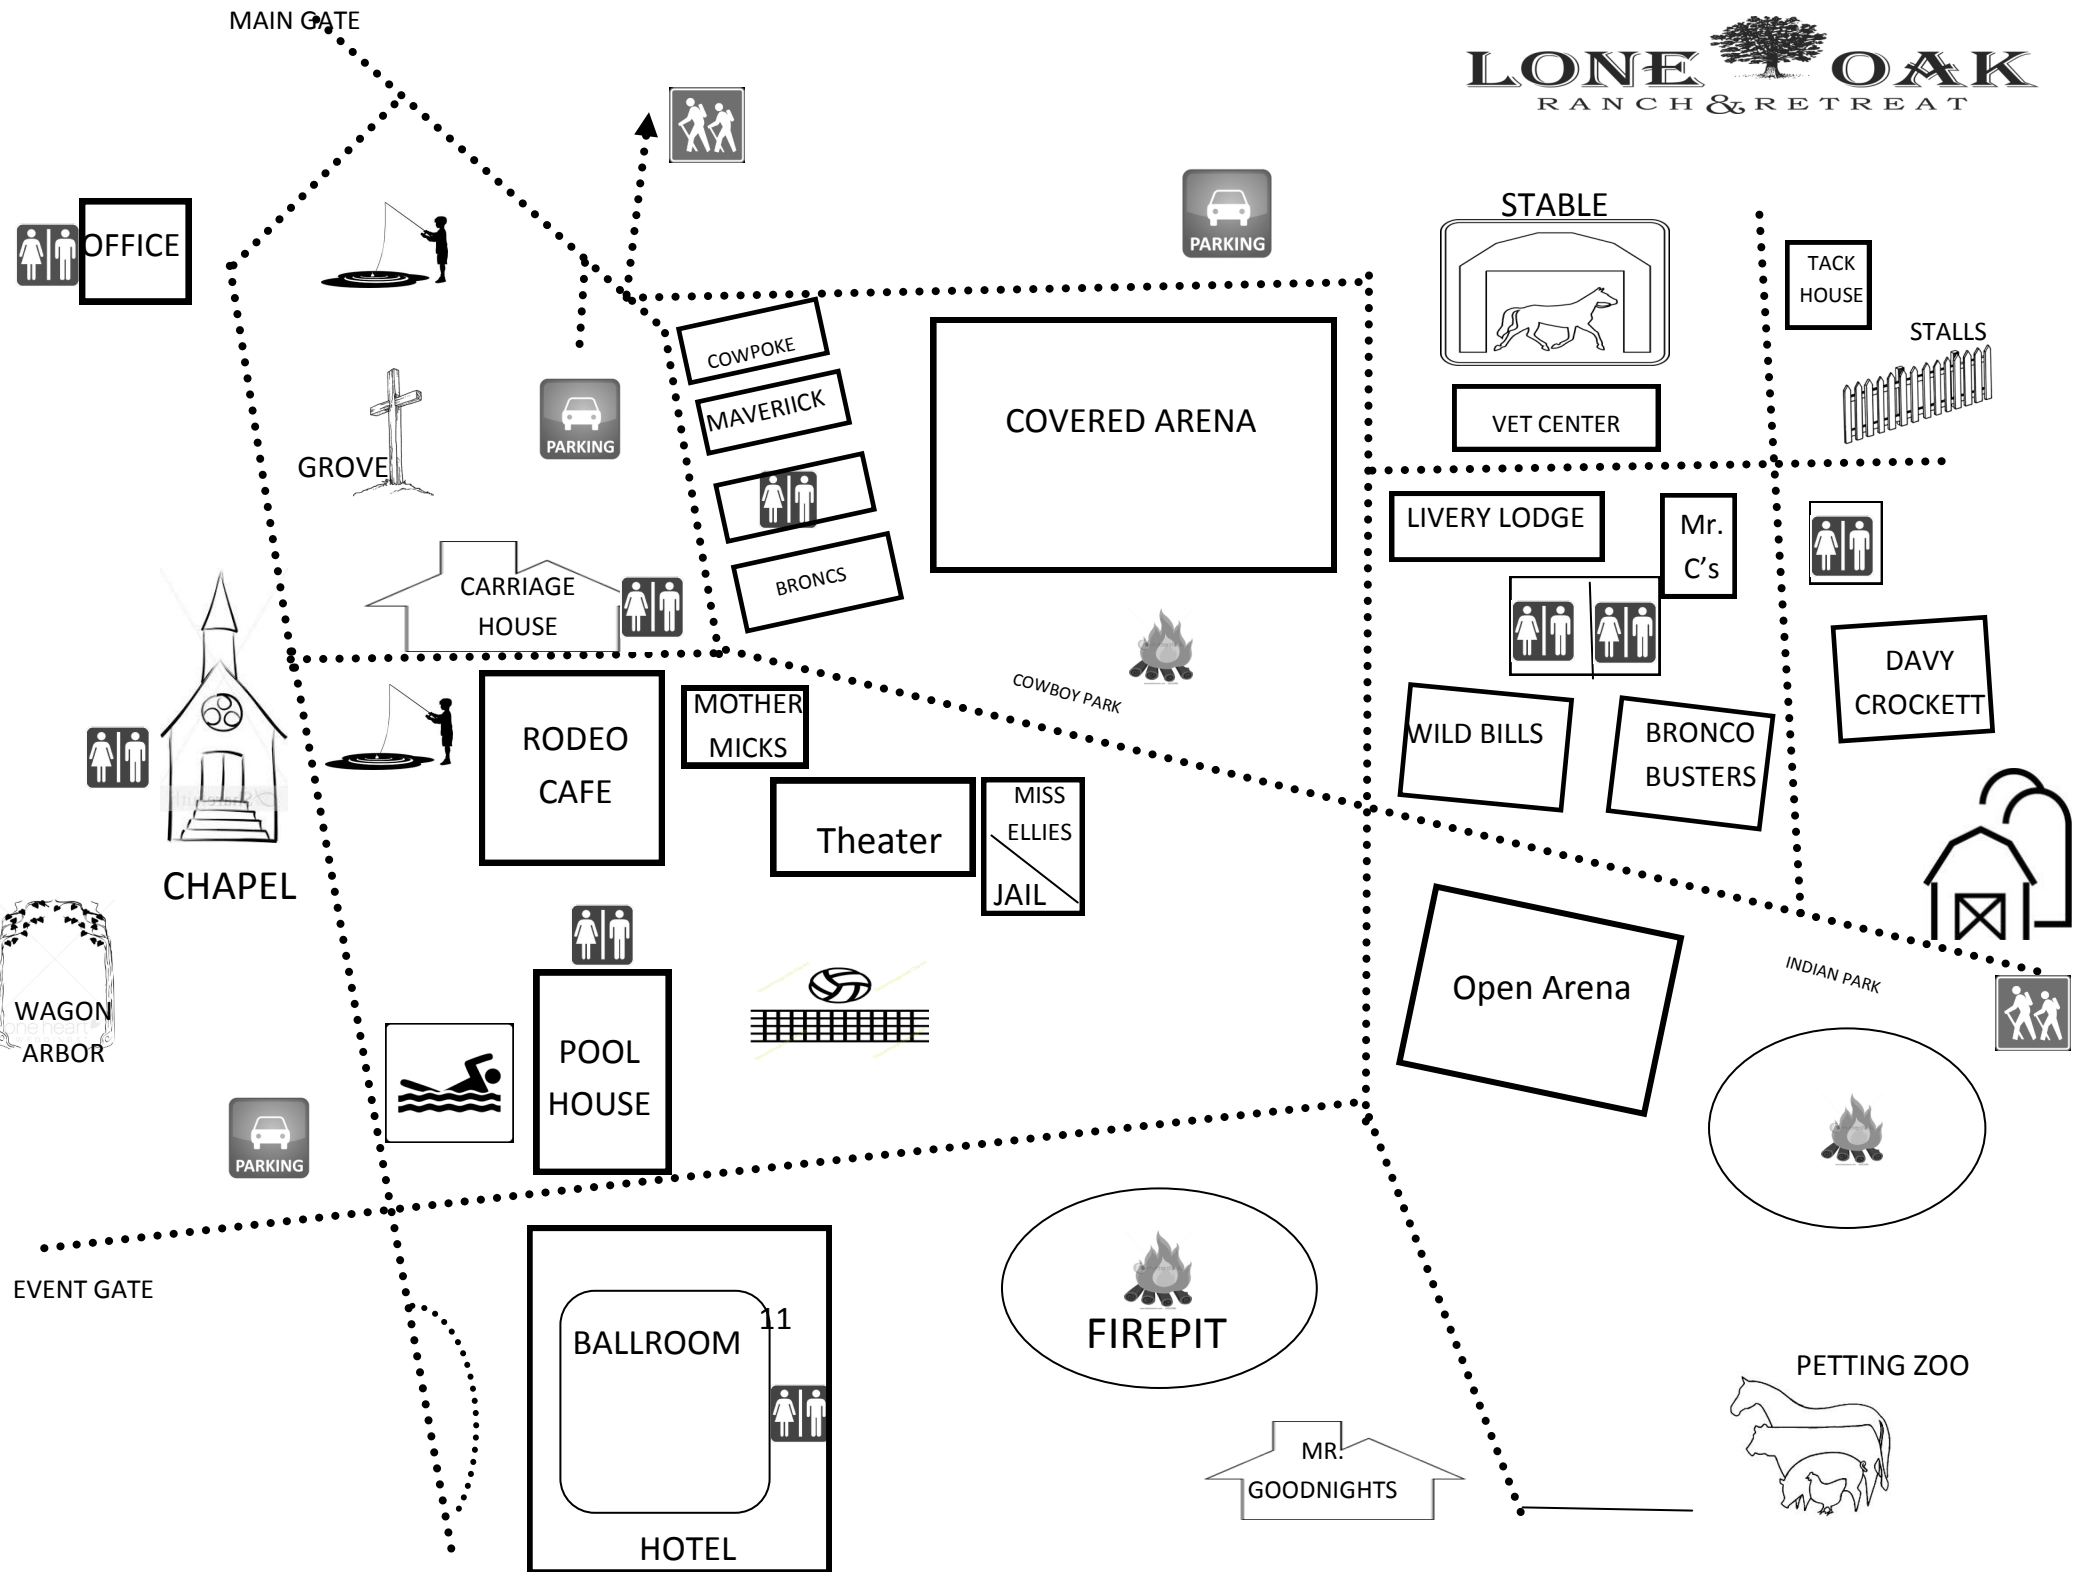 MAIN GATE
LONE OAK
RANCH & RETREAT
PARKING
STABLE
OFFICE
TACK
HOUSE
STALLS
COWPOKE
MAVERIICK
COVERED ARENA
VET CENTER
PARKING
GROVE
LIVERY LODGE
Mr.
C's
BRONCS
CARRIAGE
HOUSE
COWBOY PARK
DAVY
CROCKETT
MOTHER
MICKS
RODEO
CAFE
WILD BILLS
BRONCO
BUSTERS
Theater
MISS
ELLIES
JAIL
CHAPEL
Open Arena
INDIAN PARK
WAGON
ARBOR
POOL
HOUSE
PARKING
EVENT GATE
11
BALLROOM
FIREPIT
PETTING ZOO
MR.
GOODNIGHTS
HOTEL